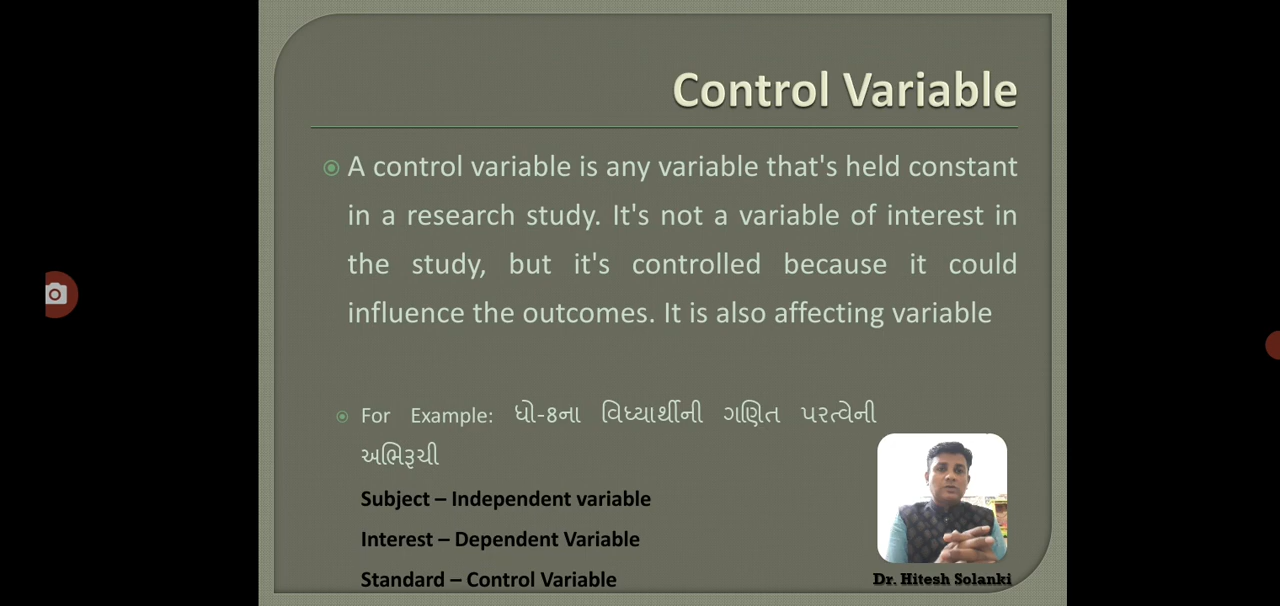 Control Variable
A control variable is any variable that's held constant
in a research study. It's not a variable of interest in
the study, but it's controlled because it could
influence the outcomes. It is also affecting variable
For Example: ધો-8ના વિધ્યાર્થીની ગણિત પરત્વેની
અભિરૂચી
Subject – Independent variable
Interest – Dependent Variable
Standard – Control Variable
Dr. Hitesh Solanki